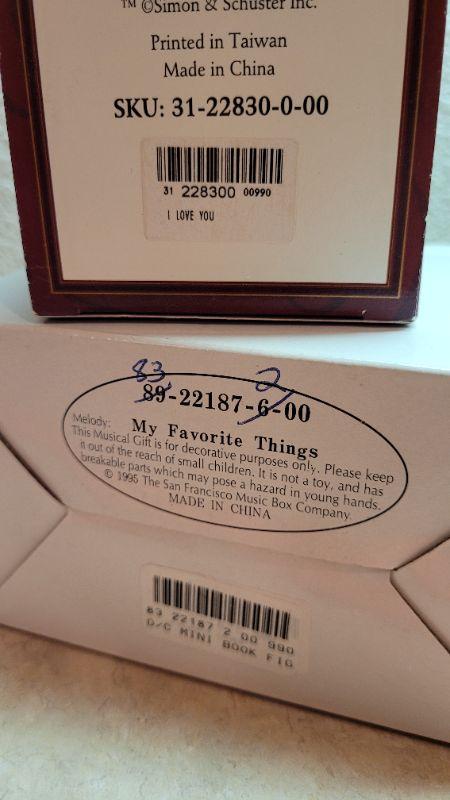 ™ ©Simon & Schuster Inc.
Printed in Taiwan
Made in China
SKU: 31-22830-0-00
31 228300 00990
I LOVE YOU
83 2
89-22187-6-00
Melody: My Favorite Things
This Musical Gift is for decorative purposes only. Please keep
it out of the reach of small children. It is not a toy, and has
breakable parts which may pose a hazard in young hands.
© 1995 The San Francisco Music Box Company.
MADE IN CHINA
83 22187 2 00 990
D/C MINI BOOK FIG